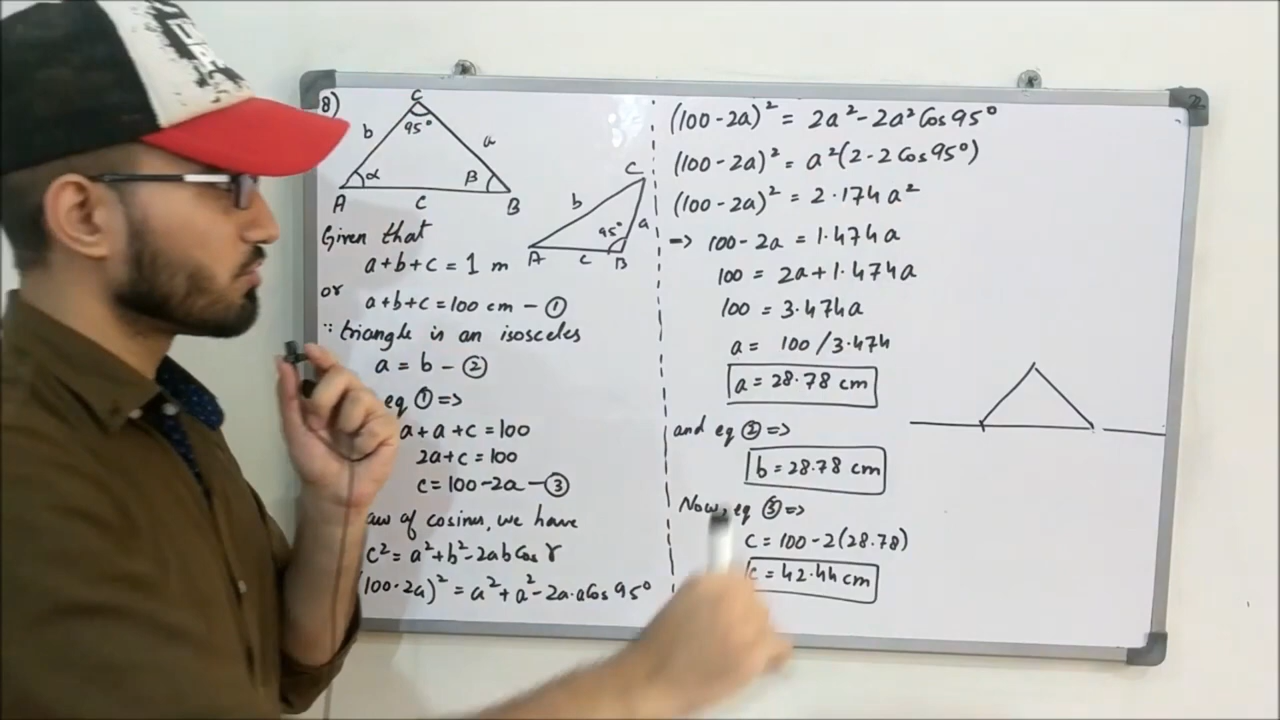 8)
C
95°
b
a
α
β
A
c
B
C
b
95°
a
A
c
B
Given that
a+b+c = 1 m
or
a+b+c = 100 cm – ①
∵ triangle is an isosceles
a = b – ②
eq ① =>
a+a+c = 100
2a+c = 100
c = 100-2a – ③
of cosines, we have
c² = a²+b²-2ab Cos γ
(100-2a)² = a²+a²-2a·a Cos 95°
(100-2a)² = 2a²-2a² Cos 95°
(100-2a)² = a²(2-2 Cos 95°)
(100-2a)² = 2.174 a²
=> 100-2a = 1.474a
100 = 2a+1.474a
100 = 3.474a
a = 100/3.474
a = 28.78 cm
and eq ② =>
b = 28.78 cm
Now, eq ③ =>
c = 100-2(28.78)
c = 42.44 cm
2